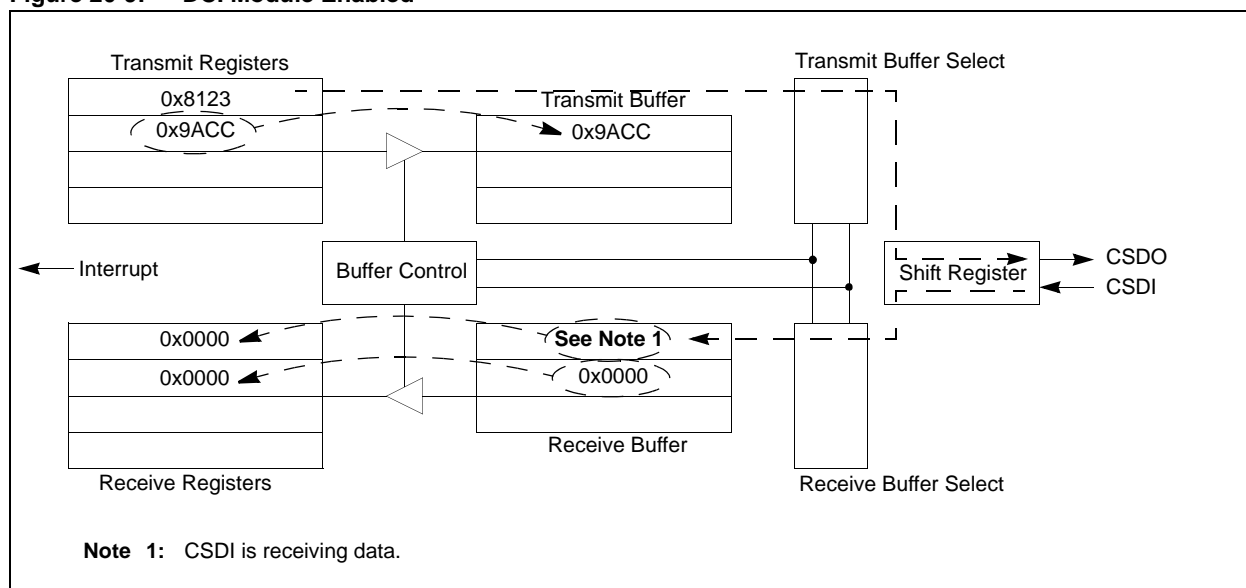 Transmit Registers
Transmit Buffer Select
0x8123
Transmit Buffer
0x9ACC
0x9ACC
Interrupt
Buffer Control
Shift Register
CSDO
CSDI
0x0000
See Note 1
0x0000
0x0000
Receive Buffer
Receive Registers
Receive Buffer Select
Note 1: CSDI is receiving data.